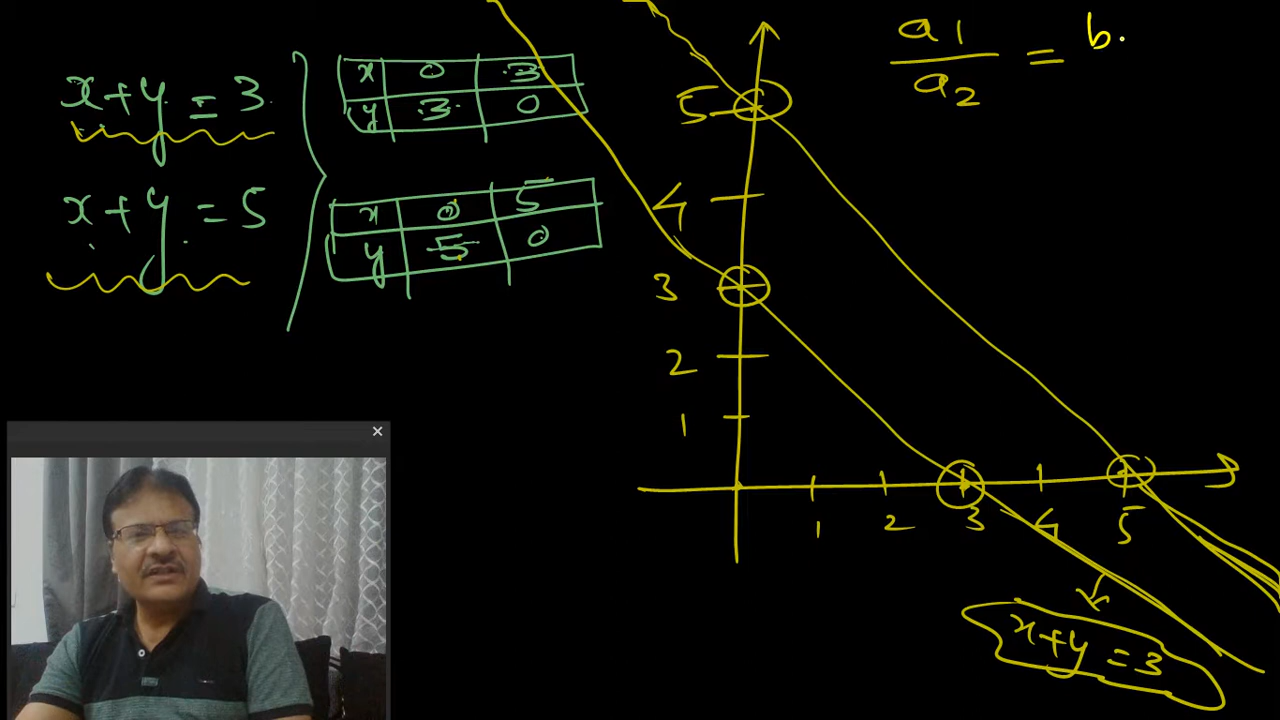 x+y=3
x+y=5
x 0 3
y 3 0
x 0 5
y 5 0
a1/a2 = b
5
4
3
2
1
1 2 3 4 5
x+y=3